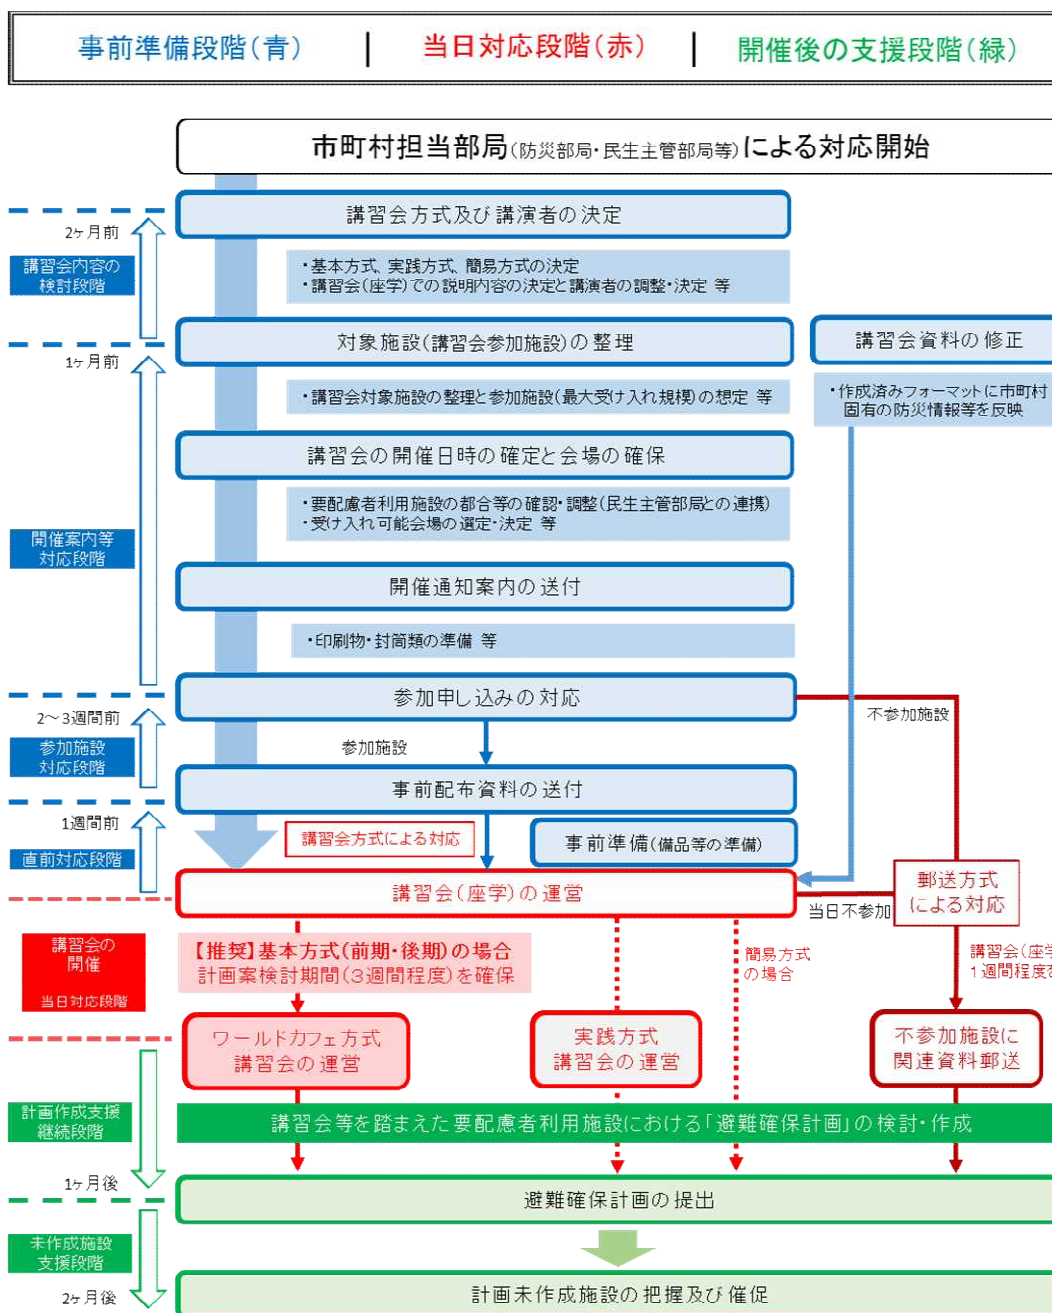 事前準備段階(青) | 当日対応段階(赤) | 開催後の支援段階(緑)
市町村担当部局(防災部局・民生主管部局等)による対応開始
講習会方式及び講演者の決定
2ヶ月前
講習会内容の
検討段階
・基本方式、実践方式、簡易方式の決定
・講習会(座学)での説明内容の決定と講演者の調整・決定 等
対象施設(講習会参加施設)の整理
講習会資料の修正
1ヶ月前
・講習会対象施設の整理と参加施設(最大受け入れ規模)の想定 等
・作成済みフォーマットに市町村
固有の防災情報等を反映
講習会の開催日時の確定と会場の確保
・要配慮者利用施設の都合等の確認・調整(民生主管部局との連携)
・受け入れ可能会場の選定・決定 等
開催案内等
対応段階
開催通知案内の送付
・印刷物・封筒類の準備 等
参加申し込みの対応
2～3週間前
不参加施設
参加施設
対応段階
参加施設
事前配布資料の送付
1週間前
直前対応段階
講習会方式による対応
事前準備(備品等の準備)
講習会(座学)の運営
当日不参加
郵送方式
による対応
講習会の
開催
当日対応段階
【推奨】基本方式(前期・後期)の場合
計画案検討期間(3週間程度)を確保
簡易方式
の場合
講習会(座学
1週間程度を
ワールドカフェ方式
講習会の運営
実践方式
講習会の運営
不参加施設に
関連資料郵送
計画作成支援
継続段階
講習会等を踏まえた要配慮者利用施設における「避難確保計画」の検討・作成
1ヶ月後
避難確保計画の提出
未作成施設
支援段階
2ヶ月後
計画未作成施設の把握及び催促